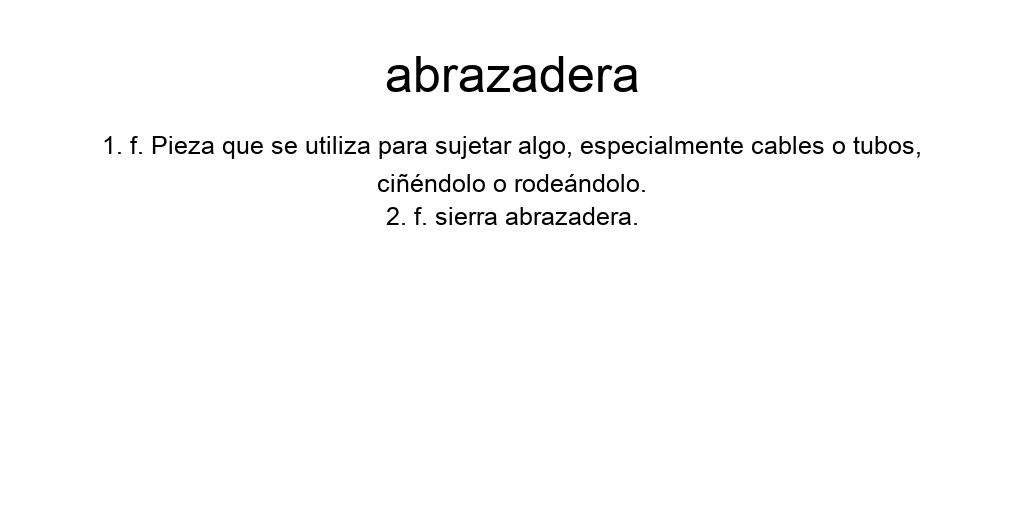 abrazadera
1. f. Pieza que se utiliza para sujetar algo, especialmente cables o tubos,
ciñéndolo o rodeándolo.
2. f. sierra abrazadera.